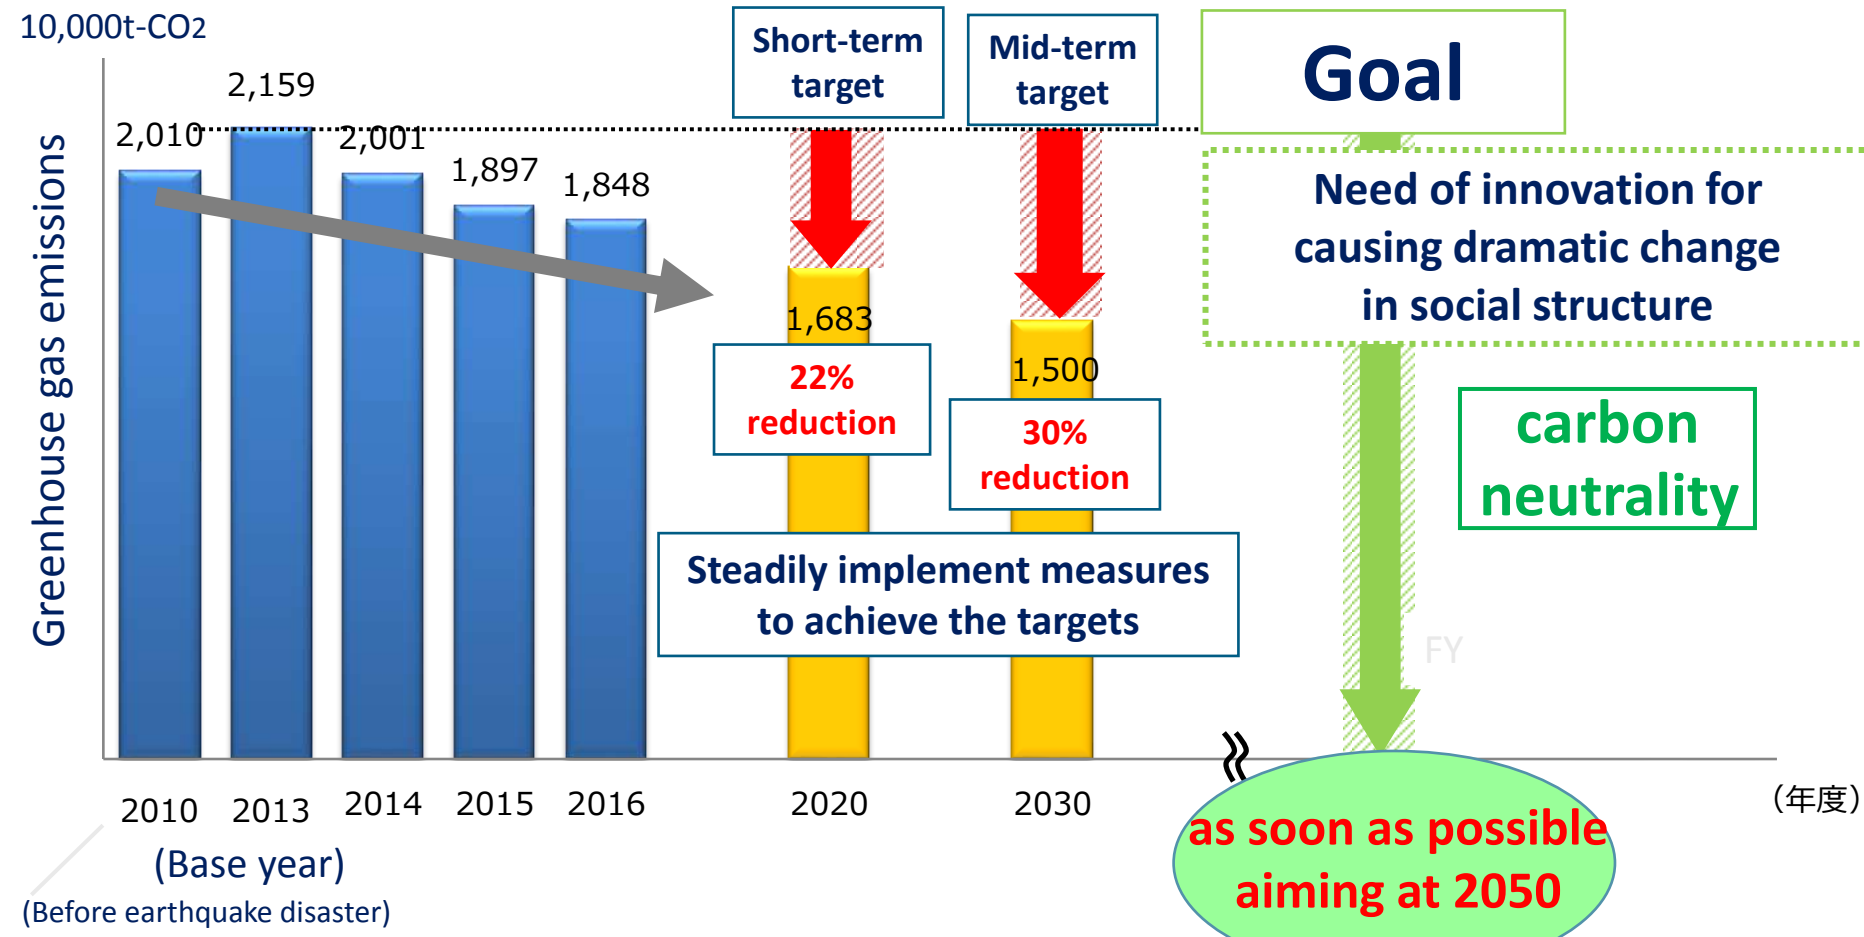 10,000t-CO2
Greenhouse gas emissions
2,010
2,159
2,001
1,897
1,848
Short-term
target
Mid-term
target
Goal
Need of innovation for
causing dramatic change
in social structure
1,683
22%
reduction
1,500
30%
reduction
carbon
neutrality
Steadily implement measures
to achieve the targets
FY
2010
2013
2014
2015
2016
2020
2030
(年度)
(Base year)
(Before earthquake disaster)
as soon as possible
aiming at 2050